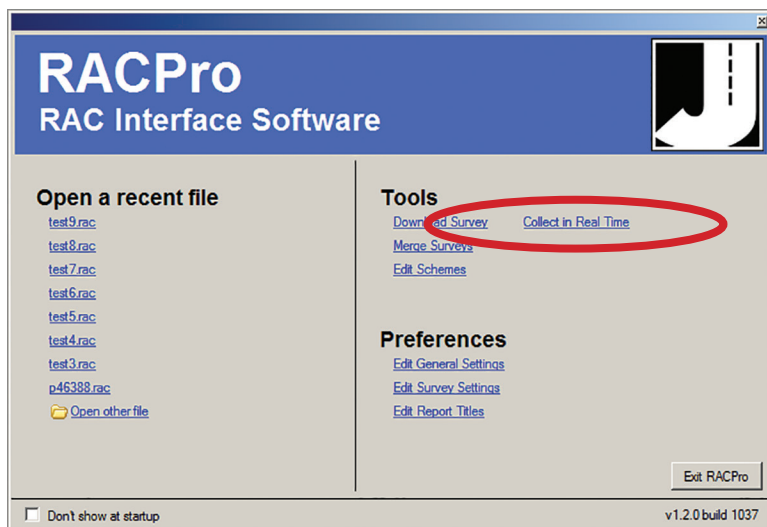 RACPro
RAC Interface Software
Open a recent file
test9.rac
test8.rac
test7.rac
test6.rac
test5.rac
test4.rac
test3.rac
p46388.rac
Open other file
Tools
Download Survey Collect in Real Time
Merge Surveys
Edit Schemes
Preferences
Edit General Settings
Edit Survey Settings
Edit Report Titles
Exit RACPro
Don't show at startup
v1.2.0 build 1037